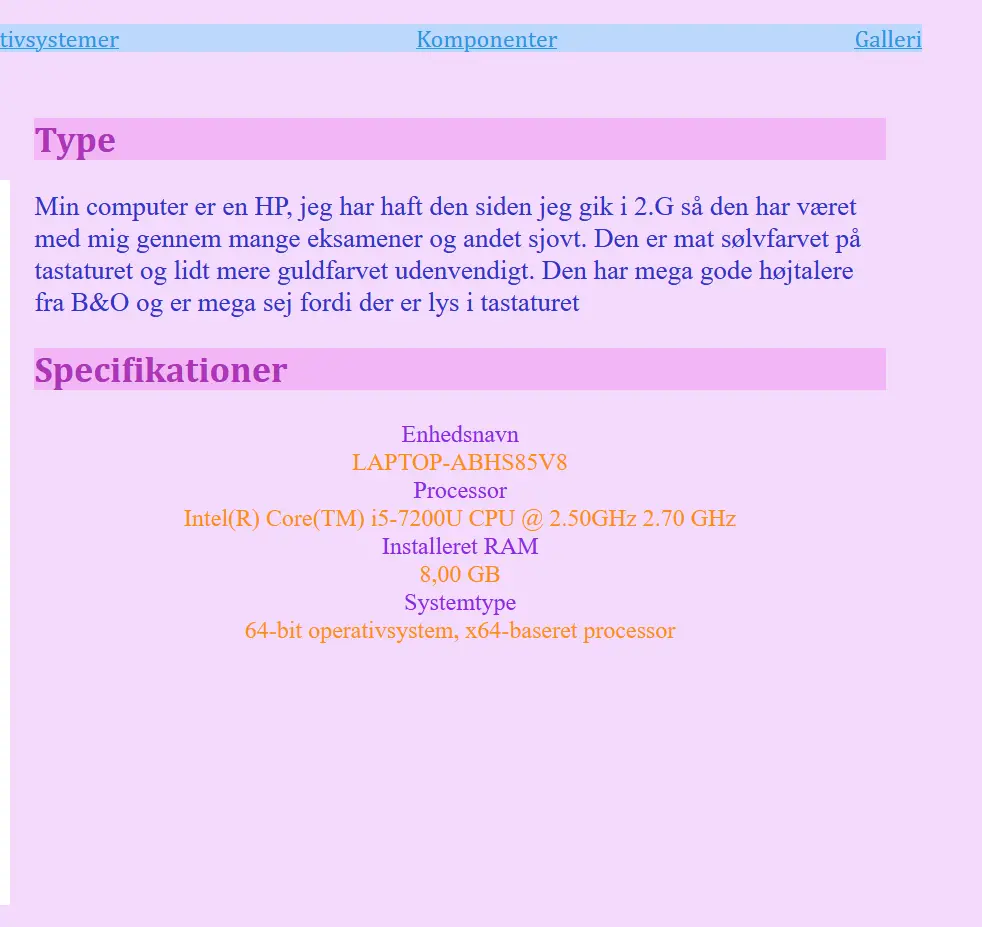 tivsystemer Komponenter Galleri
Type
Min computer er en HP, jeg har haft den siden jeg gik i 2.G så den har været
med mig gennem mange eksamener og andet sjovt. Den er mat sølvfarvet på
tastaturet og lidt mere guldfarvet udenvendigt. Den har mega gode højtalere
fra B&O og er mega sej fordi der er lys i tastaturet
Specifikationer
Enhedsnavn
LAPTOP-ABHS85V8
Processor
Intel(R) Core(TM) i5-7200U CPU @ 2.50GHz 2.70 GHz
Installeret RAM
8,00 GB
Systemtype
64-bit operativsystem, x64-baseret processor